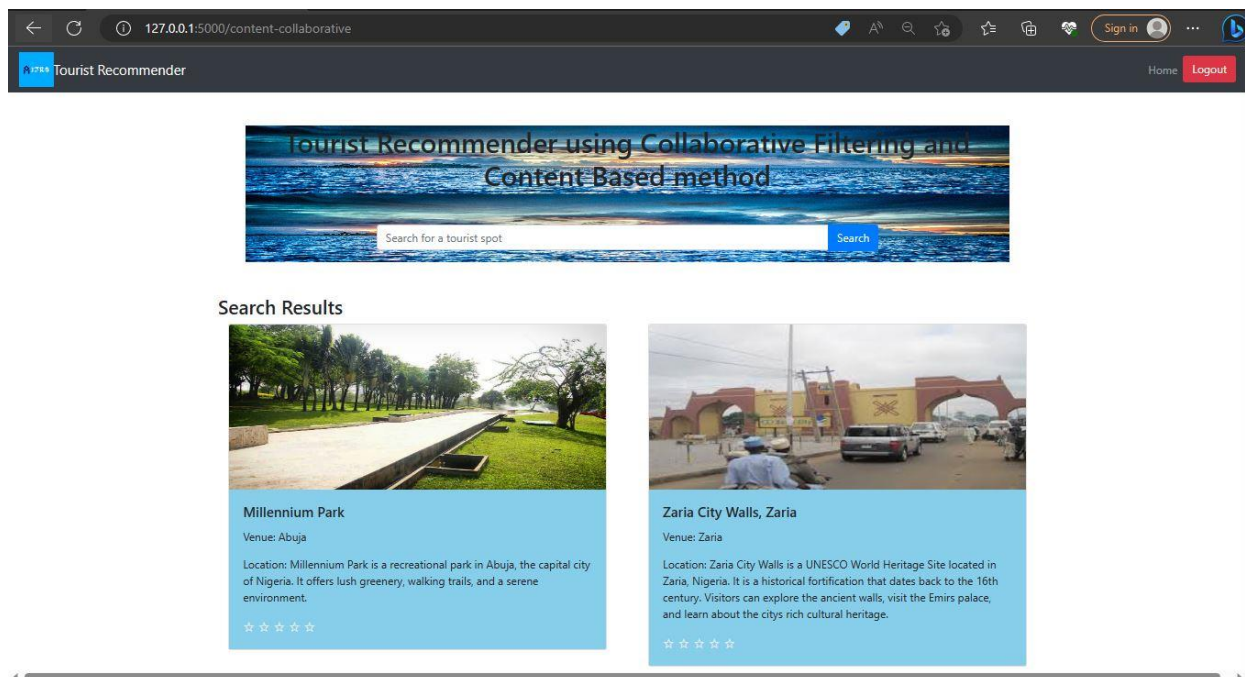 127.0.0.1:5000/content-collaborative
Sign in
Tourist Recommender
Home
Logout
Tourist Recommender using Collaborative Filtering and
Content Based method
Search for a tourist spot
Search
Search Results
Millennium Park
Venue: Abuja
Location: Millennium Park is a recreational park in Abuja, the capital city
of Nigeria. It offers lush greenery, walking trails, and a serene
environment.
Zaria City Walls, Zaria
Venue: Zaria
Location: Zaria City Walls is a UNESCO World Heritage Site located in
Zaria, Nigeria. It is a historical fortification that dates back to the 16th
century. Visitors can explore the ancient walls, visit the Emirs palace,
and learn about the citys rich cultural heritage.